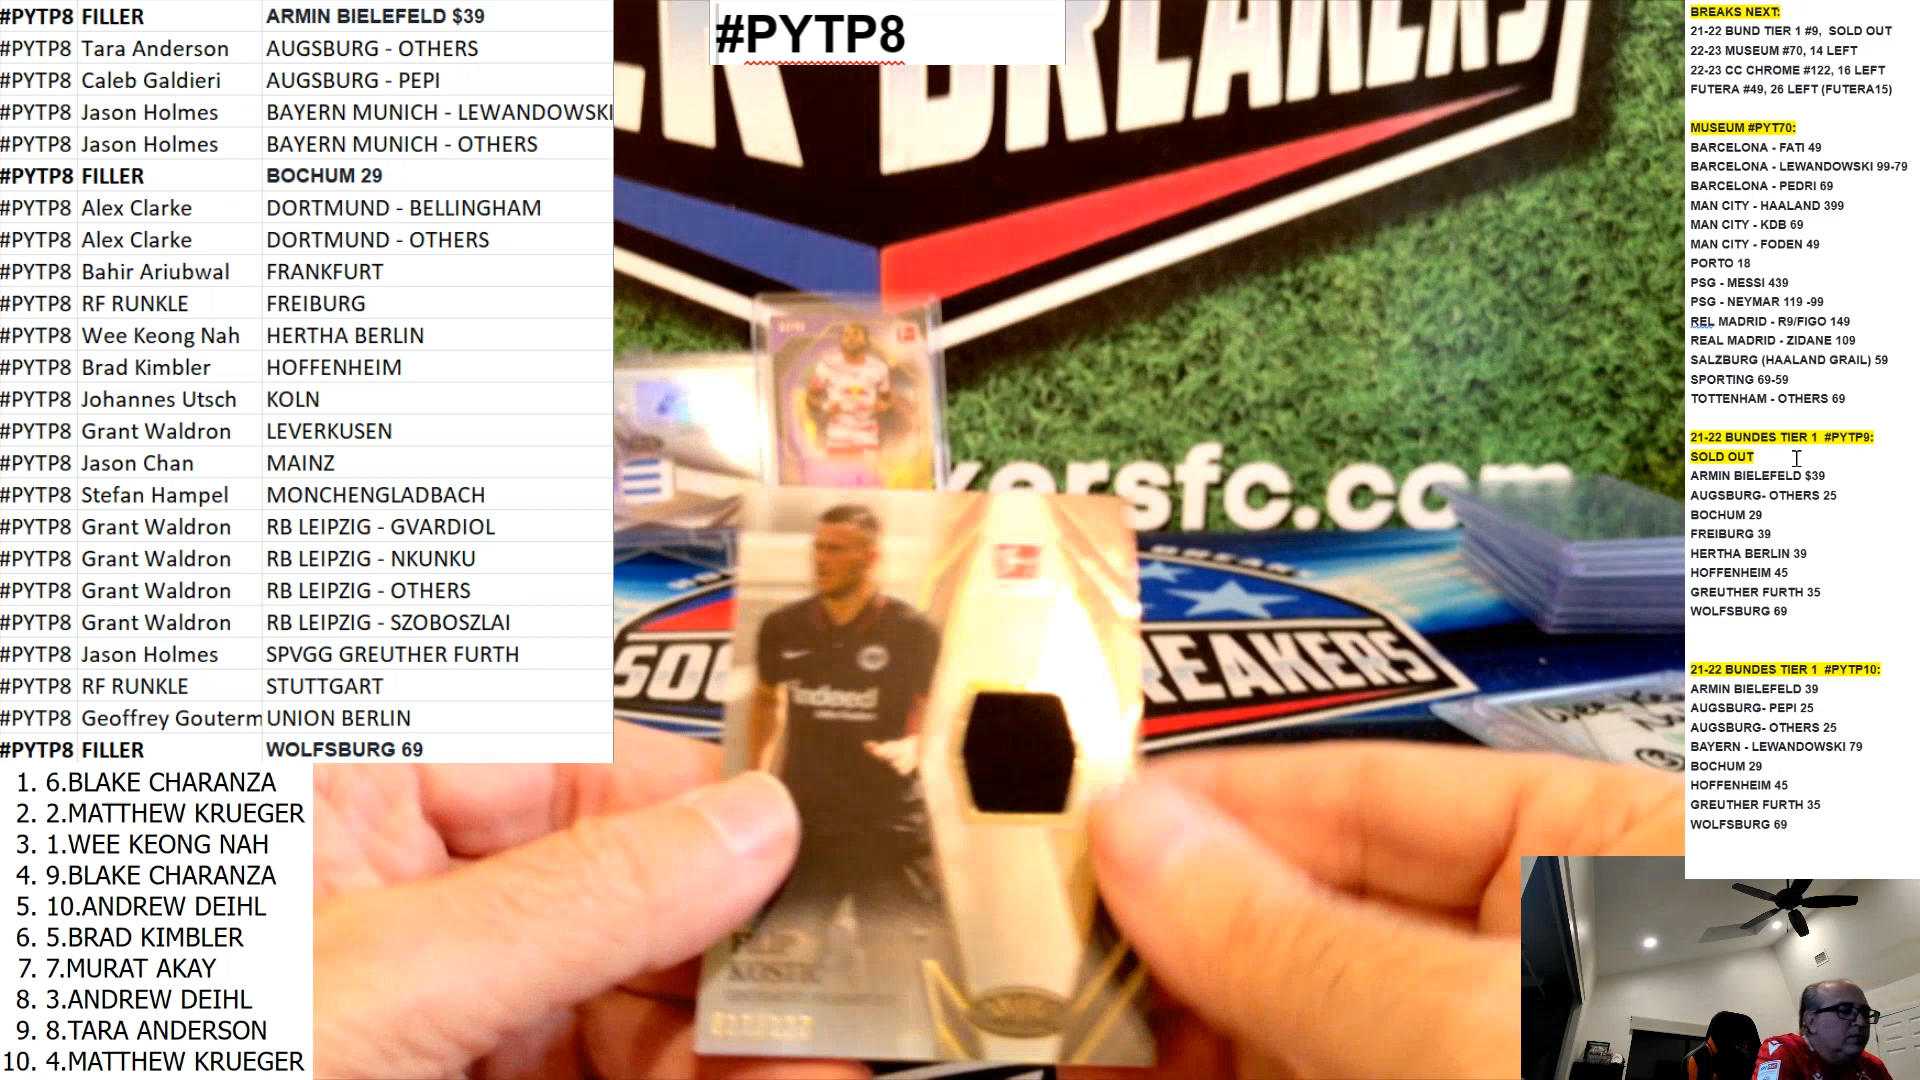 #PYTP8 FILLER ARMIN BIELEFELD $39
#PYTP8 Tara Anderson AUGSBURG - OTHERS
#PYTP8 Caleb Galdieri AUGSBURG - PEPI
#PYTP8 Jason Holmes BAYERN MUNICH - LEWANDOWSKI
#PYTP8 Jason Holmes BAYERN MUNICH - OTHERS
#PYTP8 FILLER BOCHUM 29
#PYTP8 Alex Clarke DORTMUND - BELLINGHAM
#PYTP8 Alex Clarke DORTMUND - OTHERS
#PYTP8 Bahir Ariubwal FRANKFURT
#PYTP8 RF RUNKLE FREIBURG
#PYTP8 Wee Keong Nah HERTHA BERLIN
#PYTP8 Brad Kimbler HOFFENHEIM
#PYTP8 Johannes Utsch KOLN
#PYTP8 Grant Waldron LEVERKUSEN
#PYTP8 Jason Chan MAINZ
#PYTP8 Stefan Hampel MONCHENGLADBACH
#PYTP8 Grant Waldron RB LEIPZIG - GVARDIOL
#PYTP8 Grant Waldron RB LEIPZIG - NKUNKU
#PYTP8 Grant Waldron RB LEIPZIG - OTHERS
#PYTP8 Grant Waldron RB LEIPZIG - SZOBOSZLAI
#PYTP8 Jason Holmes SPVGG GREUTHER FURTH
#PYTP8 RF RUNKLE STUTTGART
#PYTP8 Geoffrey Gouterm UNION BERLIN
#PYTP8 FILLER WOLFSBURG 69
1. 6.BLAKE CHARANZA
2. 2.MATTHEW KRUEGER
3. 1.WEE KEONG NAH
4. 9.BLAKE CHARANZA
5. 10.ANDREW DEIHL
6. 5.BRAD KIMBLER
7. 7.MURAT AKAY
8. 3.ANDREW DEIHL
9. 8.TARA ANDERSON
10. 4.MATTHEW KRUEGER
#PYTP8
ER BREAKERS
kersfc.com
SOC BREAKERS
indeed
KOSTIC
BREAKS NEXT:
21-22 BUND TIER 1 #9, SOLD OUT
22-23 MUSEUM #70, 14 LEFT
22-23 CC CHROME #122, 16 LEFT
FUTERA #49, 26 LEFT (FUTERA15)
MUSEUM #PYT70:
BARCELONA - FATI 49
BARCELONA - LEWANDOWSKI 99-79
BARCELONA - PEDRI 69
MAN CITY - HAALAND 399
MAN CITY - KDB 69
MAN CITY - FODEN 49
PORTO 18
PSG - MESSI 439
PSG - NEYMAR 119 -99
REL MADRID - R9/FIGO 149
REAL MADRID - ZIDANE 109
SALZBURG (HAALAND GRAIL) 59
SPORTING 69-59
TOTTENHAM - OTHERS 69
21-22 BUNDES TIER 1 #PYTP9:
SOLD OUT
ARMIN BIELEFELD $39
AUGSBURG- OTHERS 25
BOCHUM 29
FREIBURG 39
HERTHA BERLIN 39
HOFFENHEIM 45
GREUTHER FURTH 35
WOLFSBURG 69
21-22 BUNDES TIER 1 #PYTP10:
ARMIN BIELEFELD 39
AUGSBURG- PEPI 25
AUGSBURG- OTHERS 25
BAYERN - LEWANDOWSKI 79
BOCHUM 29
HOFFENHEIM 45
GREUTHER FURTH 35
WOLFSBURG 69